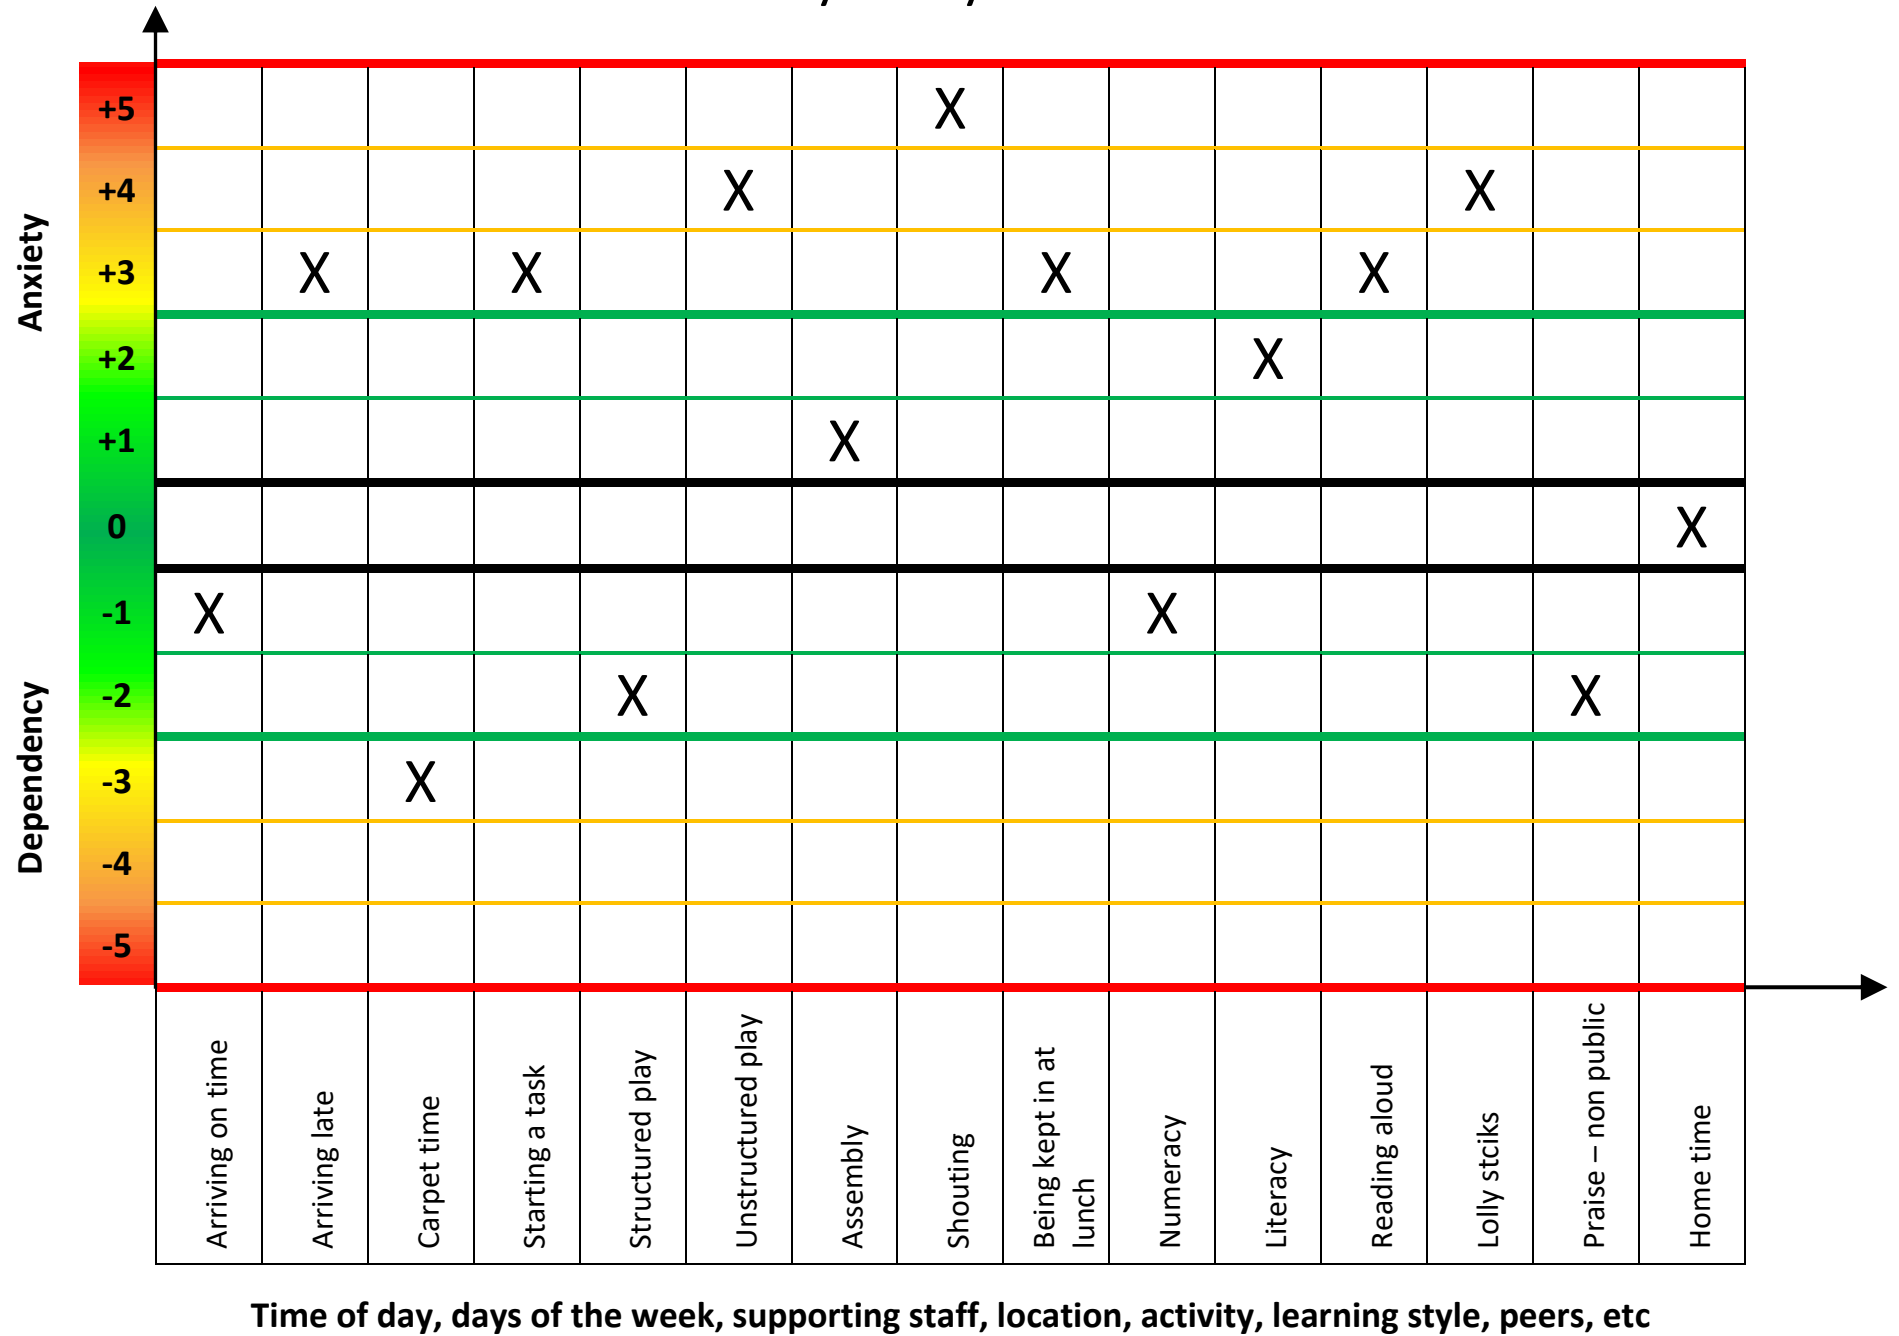 +5
X
+4
X
X
Anxiety
+3
X
X
X
X
+2
X
+1
X
0
X
-1
X
X
Dependency
-2
X
X
-3
X
-4
-5
Arriving on time
Arriving late
Carpet time
Starting a task
Structured play
Unstructured play
Assembly
Shouting
Being kept in at
lunch
Numeracy
Literacy
Reading aloud
Lolly stciks
Praise – non public
Home time
Time of day, days of the week, supporting staff, location, activity, learning style, peers, etc